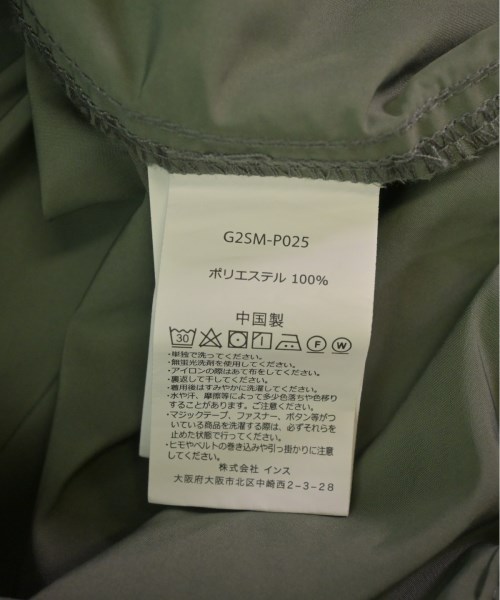 G2SM-P025
ポリエステル 100%
中国製
30 F W
・単独で洗ってください。
・無蛍光洗剤を使用してください。
・アイロンの際はあて布をしてください。
・裏返して干してください。
・着用後はすみやかに洗濯してください。
・水や汗、摩擦等によって多少色落ちや色移り
することがあります。ご注意ください。
・マジックテープ、ファスナー、ボタン等がつ
いている商品を洗濯する際は、必ずそれらを
止めた状態で行ってください。
・ヒモやベルトの巻き込みや引っ掛かりに注意
してください。
株式会社 インス
大阪府大阪市北区中崎西2-3-28